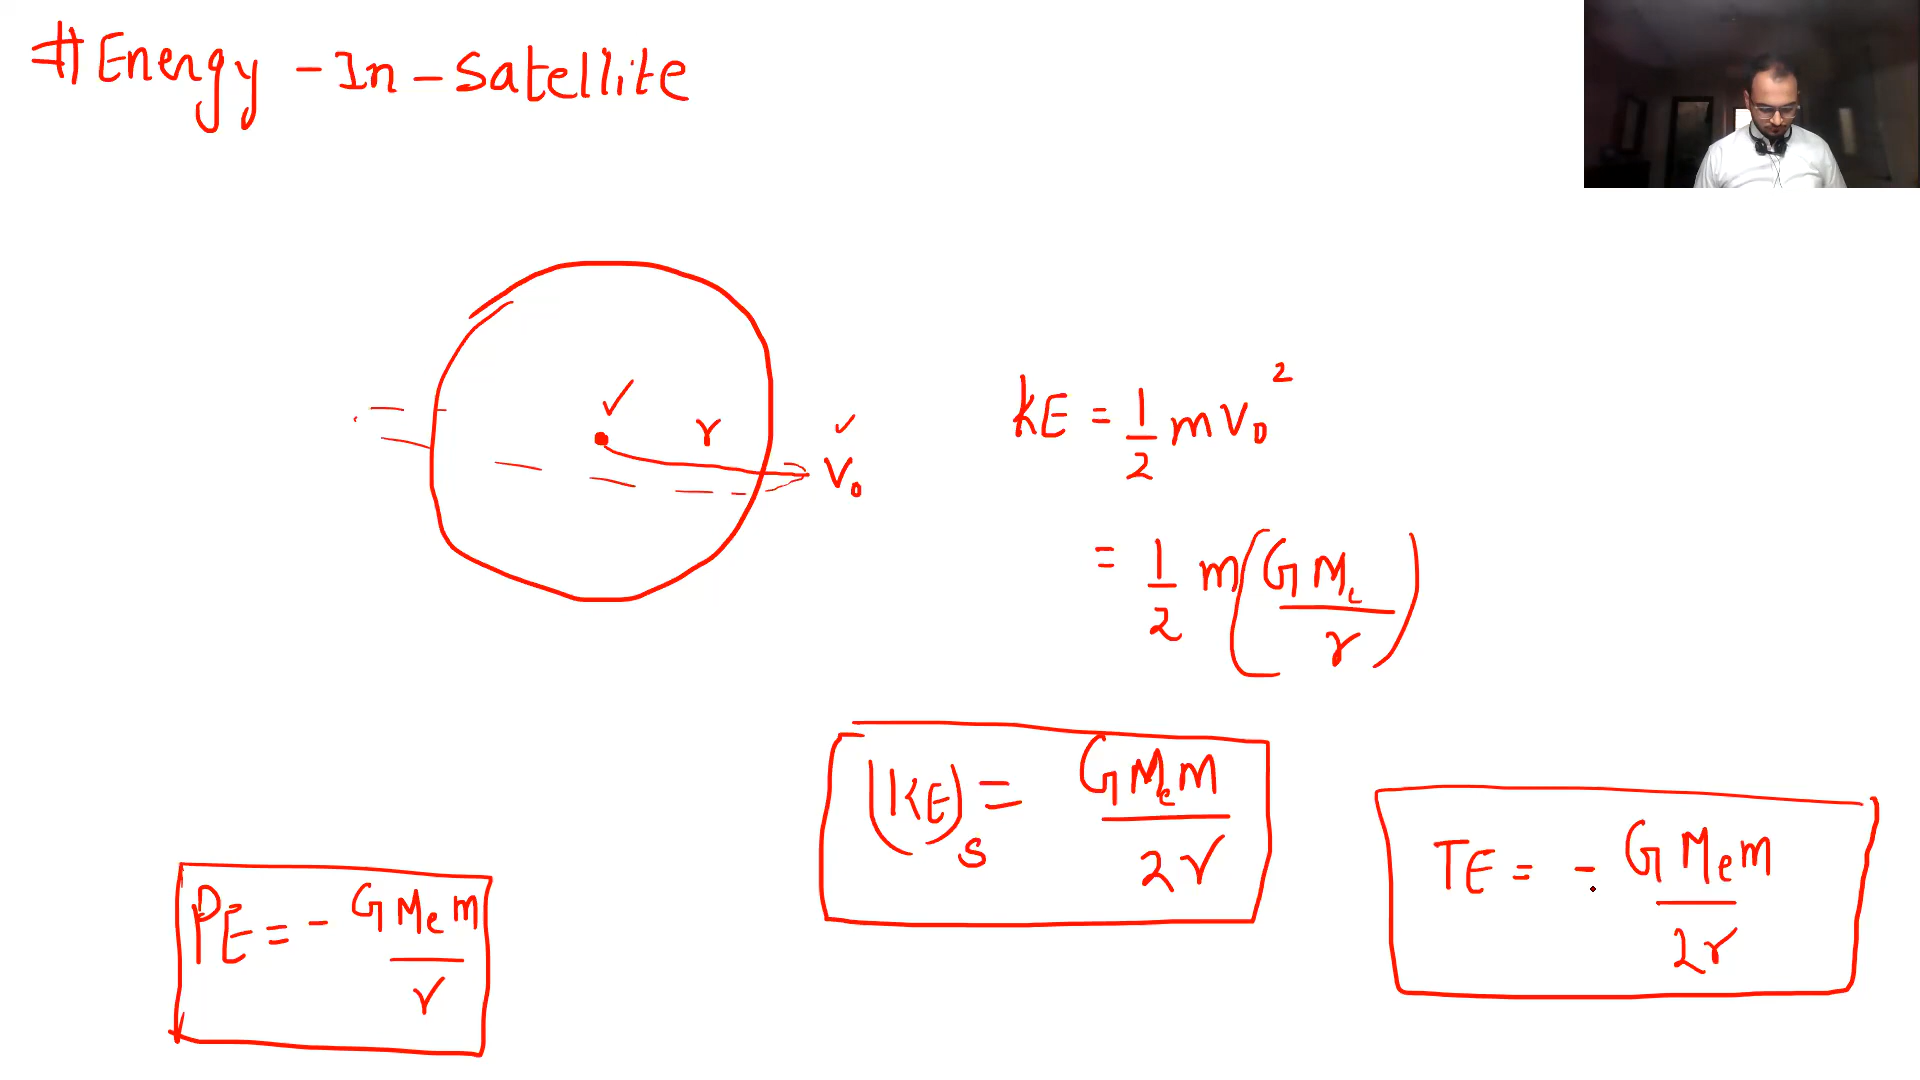 #Energy-In-Satellite
r
V₀
KE = 1/2 mV₀²
= 1/2 m(GMₑ/r)
(KE)ₛ = GMₑm/2r
TE = - GMₑm/2r
PE = - GMₑm/r